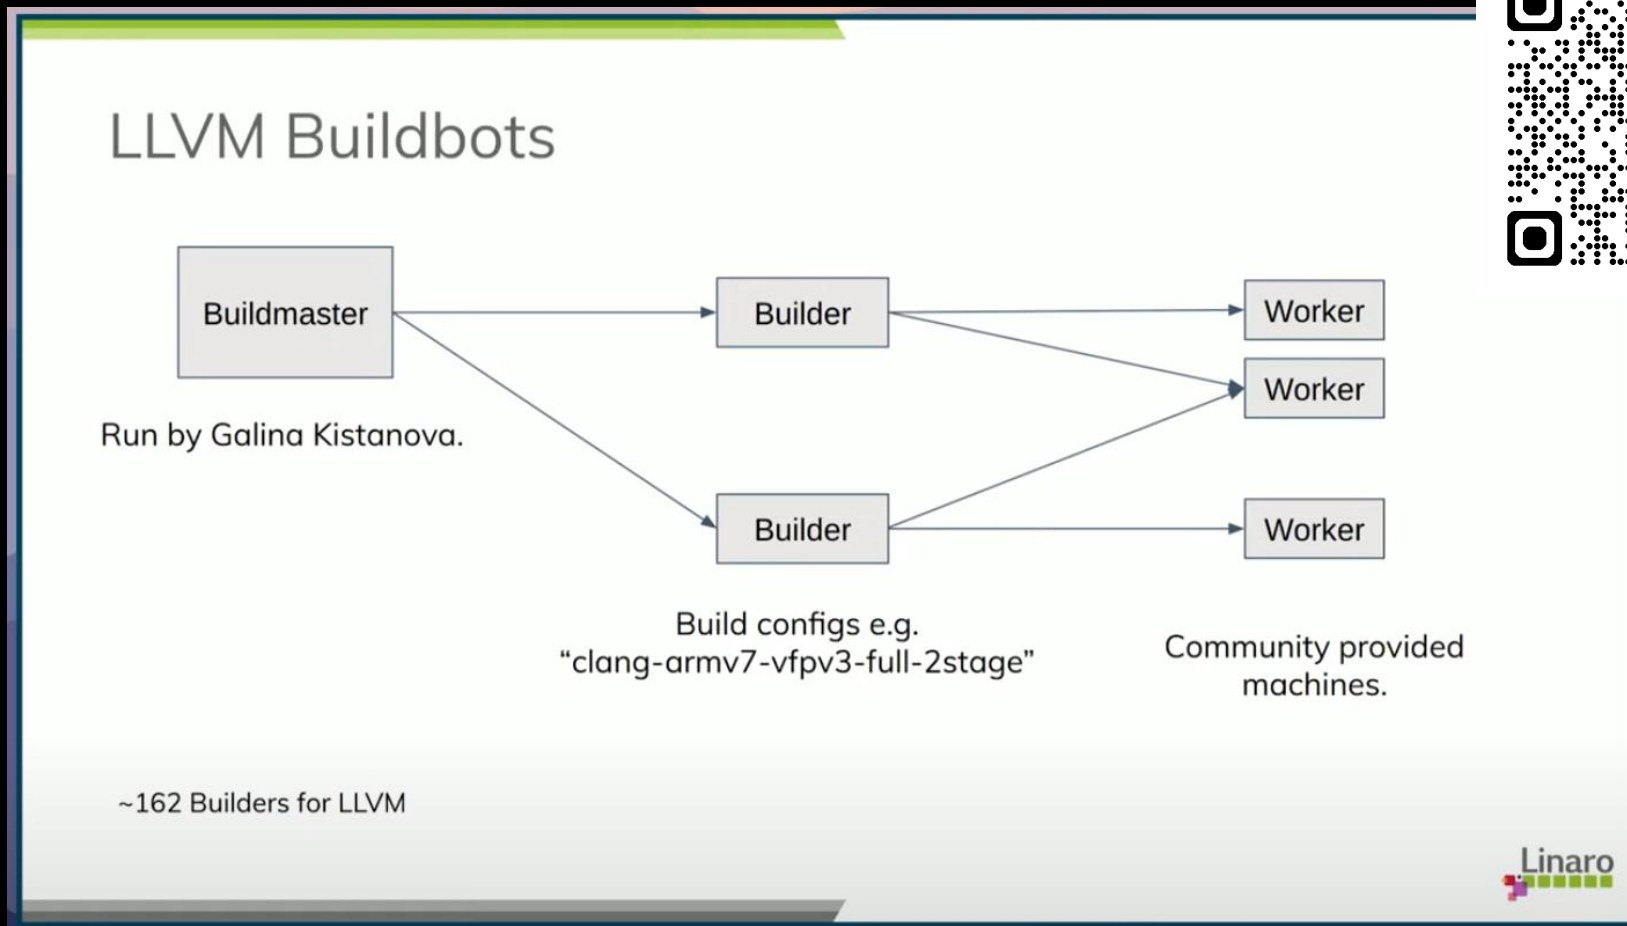 LLVM Buildbots
Buildmaster
Builder
Worker
Worker
Run by Galina Kistanova.
Builder
Worker
Build configs e.g.
“clang-armv7-vfpv3-full-2stage”
Community provided
machines.
~162 Builders for LLVM
Linaro